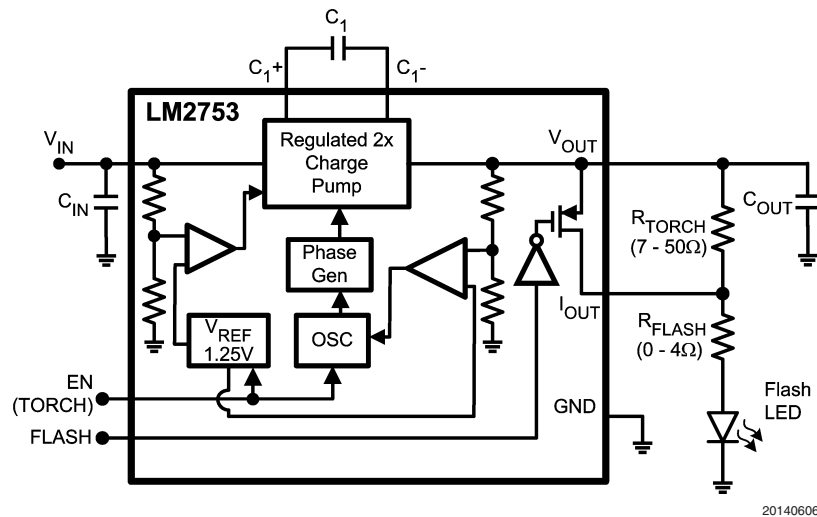 C1
C1+
C1-
LM2753
VIN
Regulated 2x
Charge
Pump
VOUT
CIN
COUT
RTORCH
(7 - 50Ω)
Phase
Gen
IOUT
VREF
1.25V
OSC
RFLASH
(0 - 4Ω)
EN
(TORCH)
GND
Flash
LED
FLASH
20140606